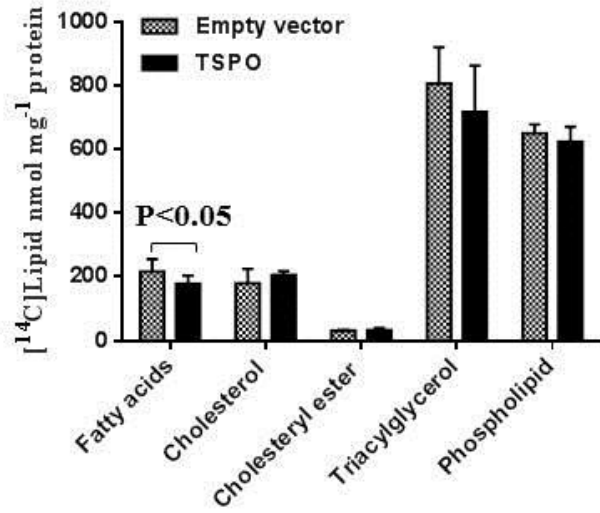 [¹⁴C]Lipid nmol mg⁻¹ protein
1000
800
600
400
200
0
Empty vector
TSPO
P<0.05
Fatty acids
Cholesterol
Cholesteryl ester
Triacylglycerol
Phospholipid